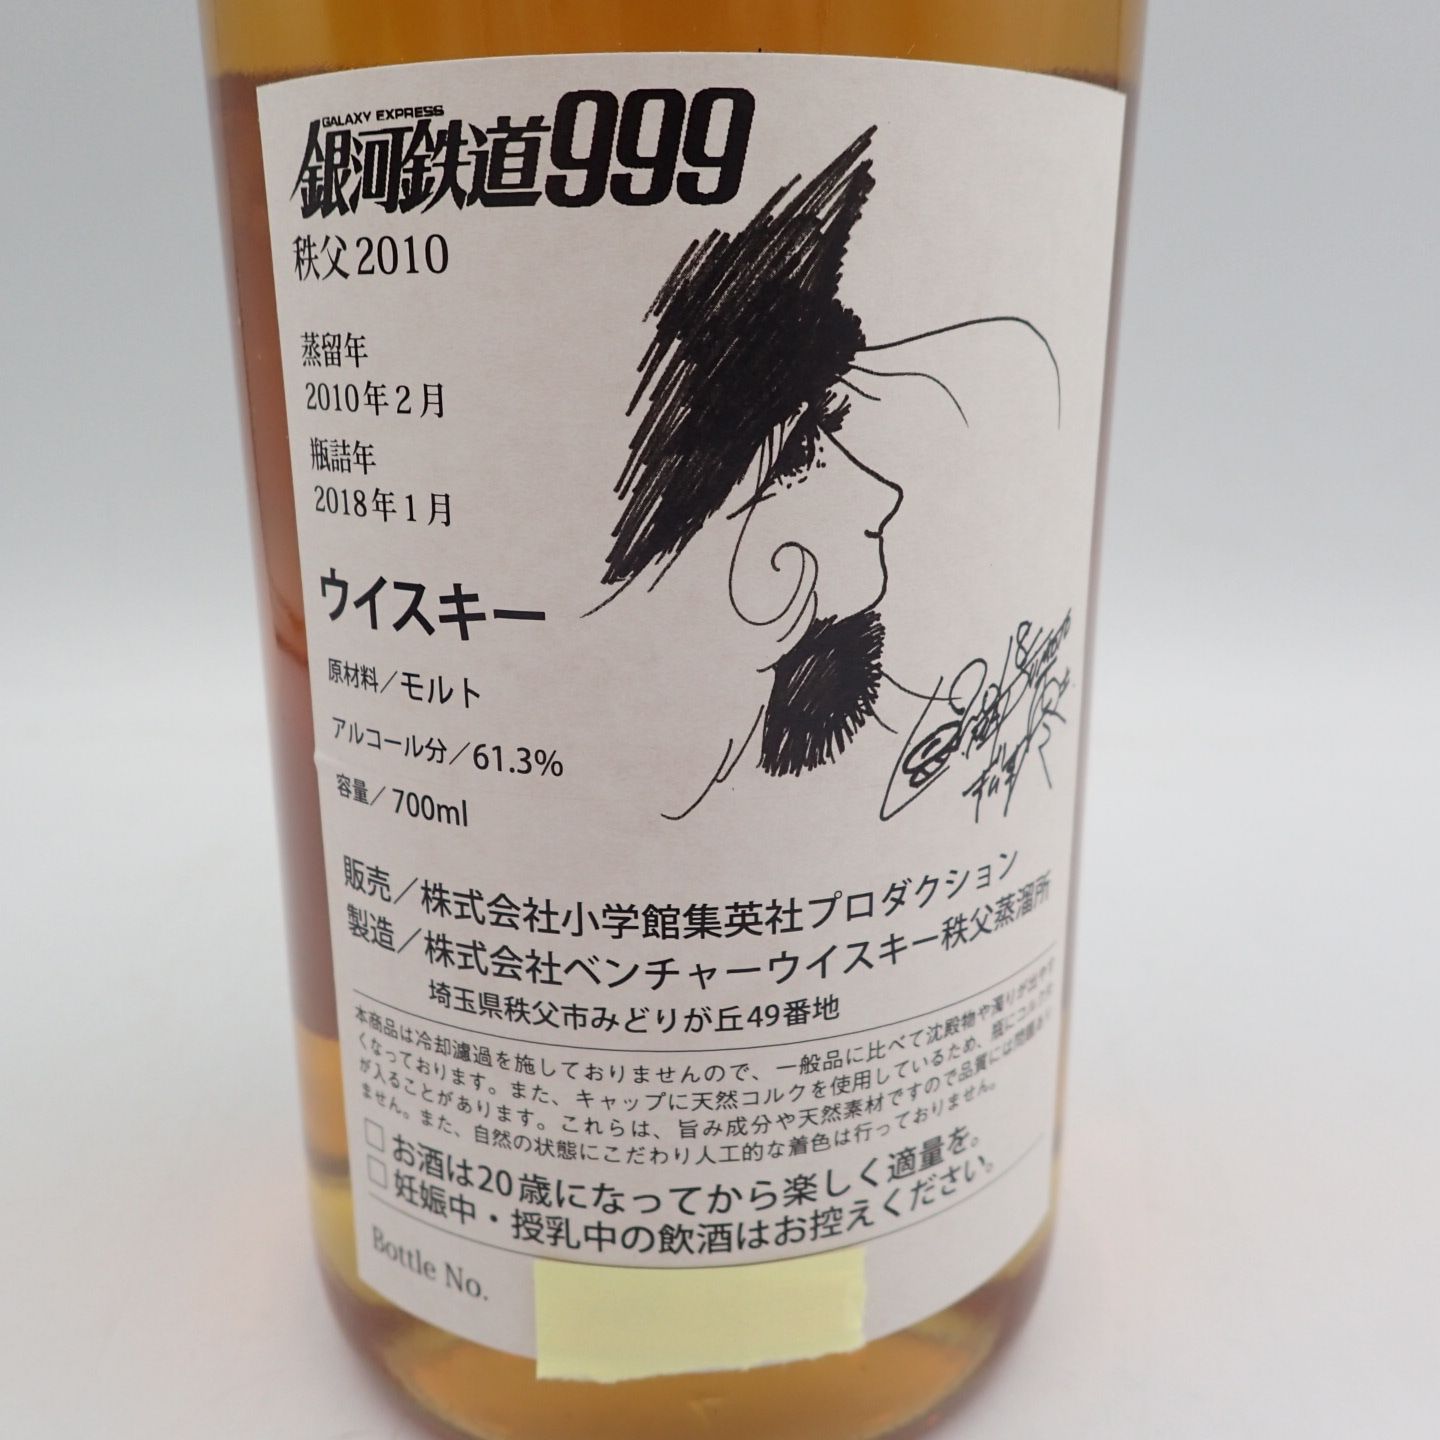 GALAXY EXPRESS
銀河鉄道999
秩父2010
蒸留年
2010年2月
瓶詰年
2018年1月
ウイスキー
原材料/モルト
アルコール分/61.3%
容量/700ml
販売/株式会社小学館集英社プロダクション
製造/株式会社ベンチャーウイスキー秩父蒸溜所
埼玉県秩父市みどりが丘49番地
本商品は冷却濾過を施しておりませんので、一般品に比べて沈殿物や濁りが出やす
くなっております。また、キャップに天然コルクを使用しているため、瓶にコルク片
が入ることがあります。これらは、旨み成分や天然素材ですので品質には問題あり
ません。また、自然の状態にこだわり人工的な着色は行っておりません。
□お酒は20歳になってから楽しく適量を。
□妊娠中・授乳中の飲酒はお控えください。
Bottle No.